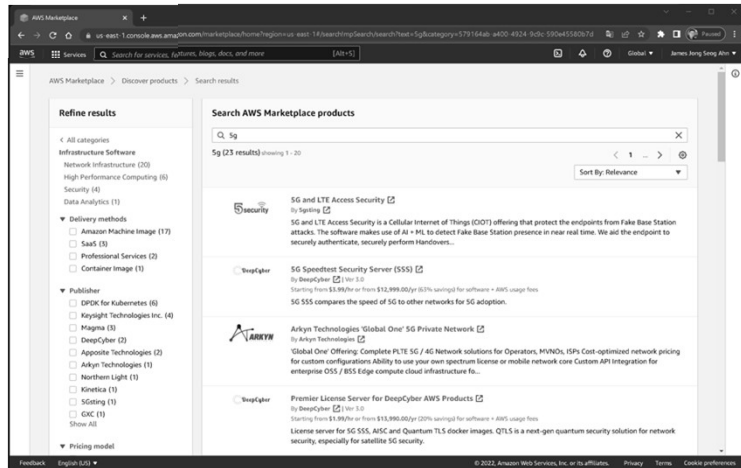 AWS Marketplace
us-east-1.console.aws.amazon.com/marketplace/home?region=us-east-1#/search!mpSearch/search?text=5g&category=579164ab-a400-4924-9c9c-590e45580b7d
Paused
aws
Services
Search for services, features, blogs, docs, and more
[Alt+S]
Global
James Jeng Soog Ahn
AWS Marketplace > Discover products > Search results
Refine results
< All categories
Infrastructure Software
Network Infrastructure (20)
High Performance Computing (6)
Security (4)
Data Analytics (1)
Delivery methods
Amazon Machine Image (17)
SaaS (3)
Professional Services (2)
Container Image (1)
Publisher
DPDK for Kubernetes (6)
Keysight Technologies Inc. (4)
Magma (3)
DeepCyber (2)
Apposite Technologies (2)
Arkyn Technologies (1)
Northern Light (1)
Kinetica (1)
5Gsting (1)
GXC (1)
Show All
Pricing model
Search AWS Marketplace products
5g
5g (23 results) showing 1 - 20
< 1 ... >
Sort By: Relevance
security
5G and LTE Access Security
By 5gsting
5G and LTE Access Security is a Cellular Internet of Things (CIOT) offering that protect the endpoints from Fake Base Station
attacks. The software makes use of AI + ML to detect Fake Base Station presence in near real time. We aid the endpoint to
securely authenticate, securely perform Handovers...
DeepCyber
5G Speedtest Security Server (SSS)
By DeepCyber | Ver 3.0
Starting from $3.99/hr or from $12,999.00/yr (63% savings) for software + AWS usage fees
5G SSS compares the speed of 5G to other networks for 5G adoption.
ARKYN
Arkyn Technologies 'Global One' 5G Private Network
By Arkyn Technologies
'Global One' Offering: Complete PLTE 5G / 4G Network solutions for Operators, MVNOs, ISPs Cost-optimized network pricing
for custom configurations Ability to use your own spectrum license or mobile network core Custom API Integration for
enterprise OSS / BSS Edge compute cloud infrastructure fo...
DeepCyber
Premier License Server for DeepCyber AWS Products
By DeepCyber | Ver 3.0
Starting from $1.99/hr or from $13,990.00/yr (20% savings) for software + AWS usage fees
License server for 5G SSS, AISC and Quantum TLS docker images. QTLS is a next-gen quantum security solution for network
security, especially for satellite 5G security.
Feedback
English (US)
© 2022, Amazon Web Services, Inc. or its affiliates.
Privacy
Terms
Cookie preferences